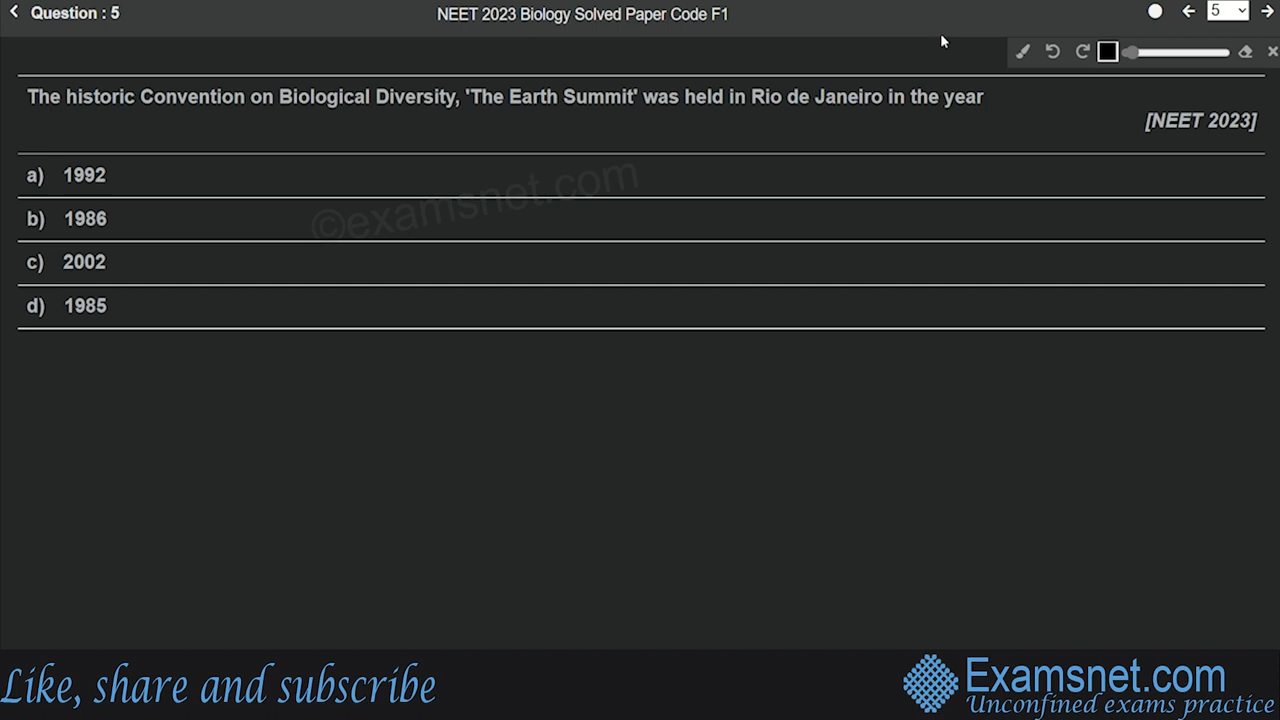 Question : 5
NEET 2023 Biology Solved Paper Code F1
5
The historic Convention on Biological Diversity, 'The Earth Summit' was held in Rio de Janeiro in the year
[NEET 2023]
a) 1992
b) 1986
c) 2002
d) 1985
©examsnet.com
Like, share and subscribe
Examsnet.com
Unconfined exams practice